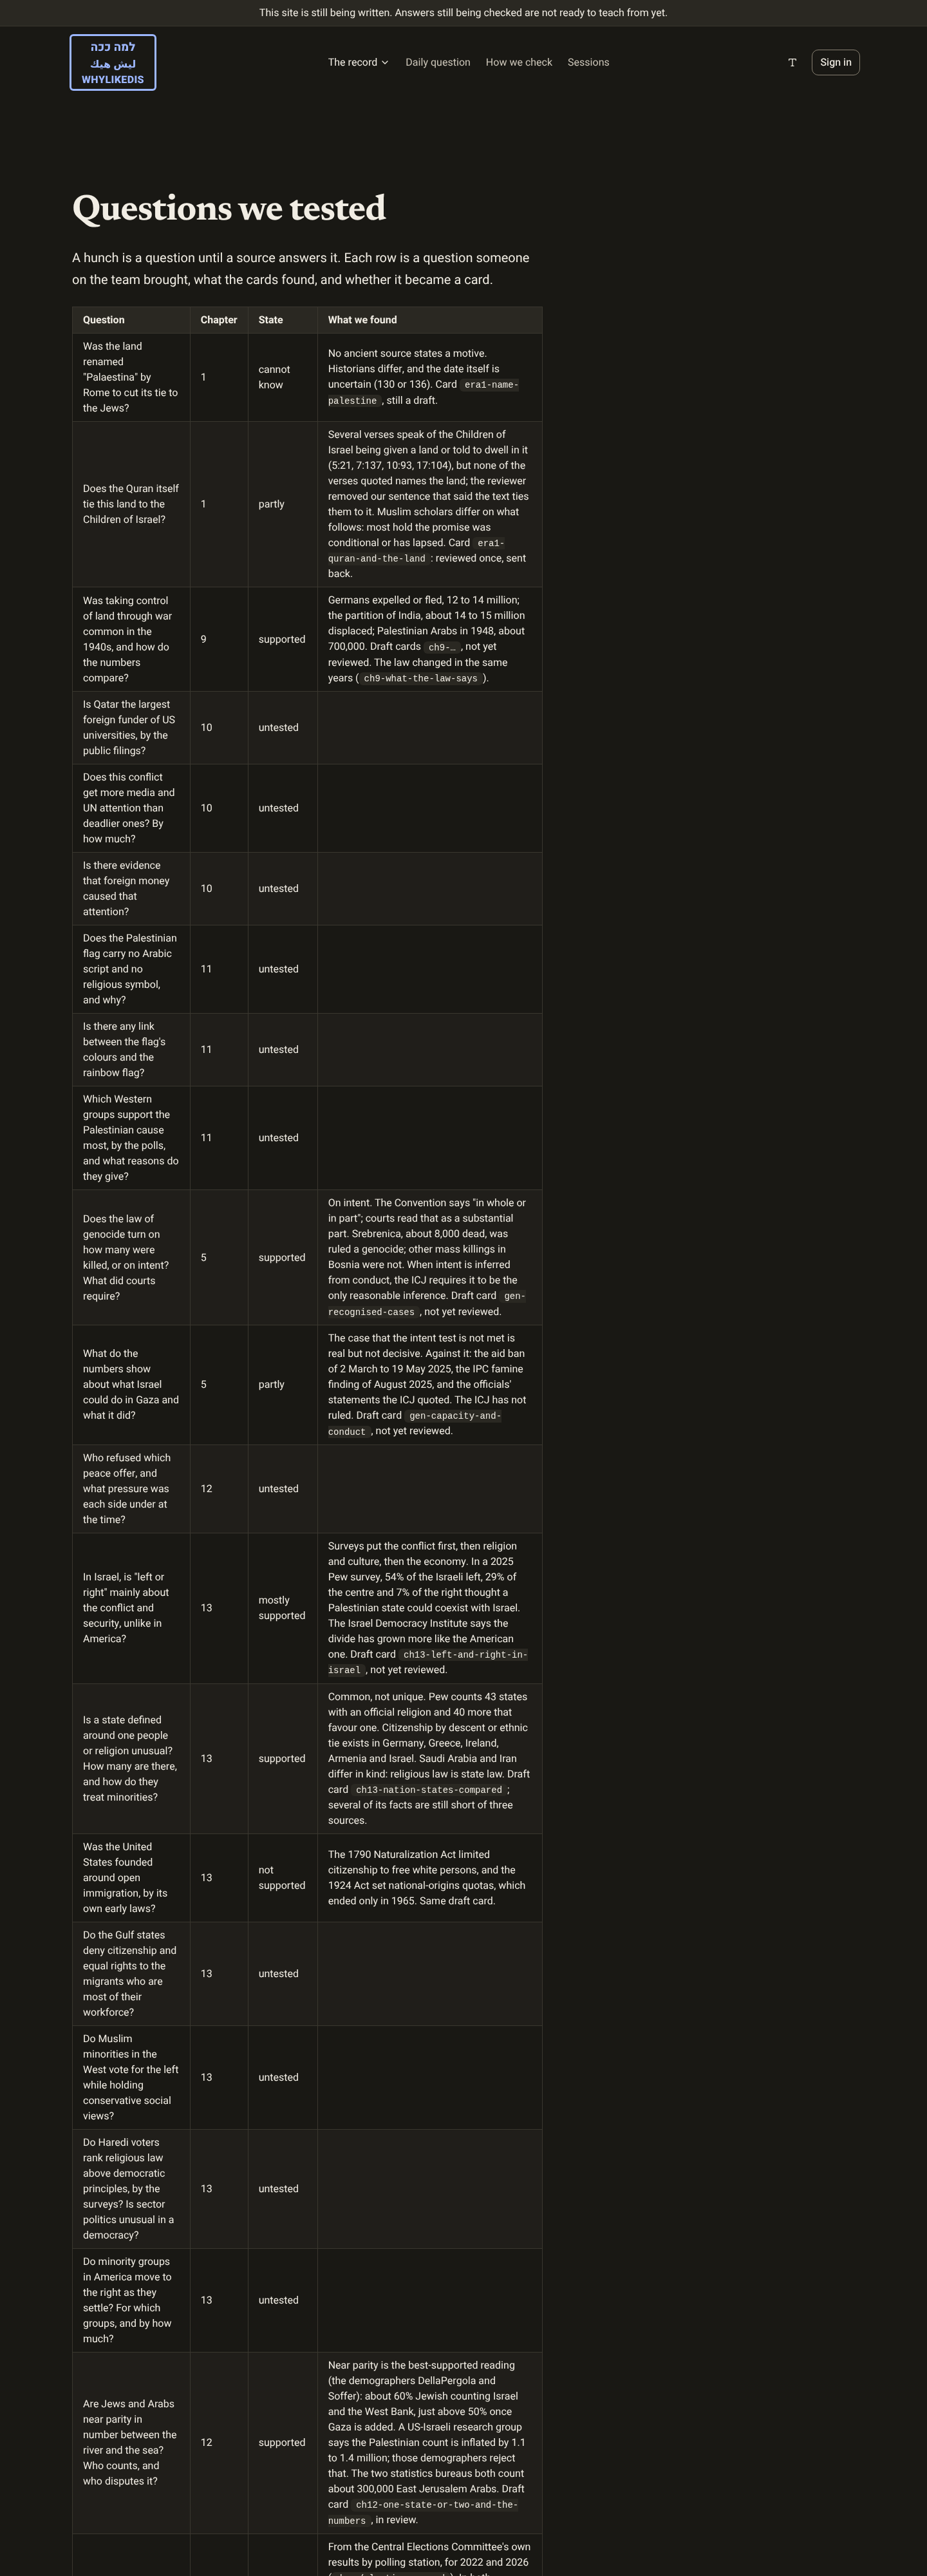 This site is still being written. Answers still being checked are not ready to teach from yet.
למה ככה
ليش هيك
WHYLIKEDIS
The record
Daily question
How we check
Sessions
T
Sign in
Questions we tested
A hunch is a question until a source answers it. Each row is a question someone
on the team brought, what the cards found, and whether it became a card.
Question
Chapter
State
What we found
Was the land
renamed
"Palaestina" by
Rome to cut its tie to
the Jews?
1
cannot
know
No ancient source states a motive.
Historians differ, and the date itself is
uncertain (130 or 136). Card era1-name-
palestine , still a draft.
Does the Quran itself
tie this land to the
Children of Israel?
1
partly
Several verses speak of the Children of
Israel being given a land or told to dwell in it
(5:21, 7:137, 10:93, 17:104), but none of the
verses quoted names the land; the reviewer
removed our sentence that said the text ties
them to it. Muslim scholars differ on what
follows: most hold the promise was
conditional or has lapsed. Card era1-
quran-and-the-land : reviewed once, sent
back.
Was taking control
of land through war
common in the
1940s, and how do
the numbers
compare?
9
supported
Germans expelled or fled, 12 to 14 million;
the partition of India, about 14 to 15 million
displaced; Palestinian Arabs in 1948, about
700,000. Draft cards ch9-… , not yet
reviewed. The law changed in the same
years ( ch9-what-the-law-says ).
Is Qatar the largest
foreign funder of US
universities, by the
public filings?
10
untested
Does this conflict
get more media and
UN attention than
deadlier ones? By
how much?
10
untested
Is there evidence
that foreign money
caused that
attention?
10
untested
Does the Palestinian
flag carry no Arabic
script and no
religious symbol,
and why?
11
untested
Is there any link
between the flag's
colours and the
rainbow flag?
11
untested
Which Western
groups support the
Palestinian cause
most, by the polls,
and what reasons do
they give?
11
untested
Does the law of
genocide turn on
how many were
killed, or on intent?
What did courts
require?
5
supported
On intent. The Convention says "in whole or
in part"; courts read that as a substantial
part. Srebrenica, about 8,000 dead, was
ruled a genocide; other mass killings in
Bosnia were not. When intent is inferred
from conduct, the ICJ requires it to be the
only reasonable inference. Draft card gen-
recognised-cases , not yet reviewed.
What do the
numbers show
about what Israel
could do in Gaza and
what it did?
5
partly
The case that the intent test is not met is
real but not decisive. Against it: the aid ban
of 2 March to 19 May 2025, the IPC famine
finding of August 2025, and the officials'
statements the ICJ quoted. The ICJ has not
ruled. Draft card gen-capacity-and-
conduct , not yet reviewed.
Who refused which
peace offer, and
what pressure was
each side under at
the time?
12
untested
In Israel, is "left or
right" mainly about
the conflict and
security, unlike in
America?
13
mostly
supported
Surveys put the conflict first, then religion
and culture, then the economy. In a 2025
Pew survey, 54% of the Israeli left, 29% of
the centre and 7% of the right thought a
Palestinian state could coexist with Israel.
The Israel Democracy Institute says the
divide has grown more like the American
one. Draft card ch13-left-and-right-in-
israel , not yet reviewed.
Is a state defined
around one people
or religion unusual?
How many are there,
and how do they
treat minorities?
13
supported
Common, not unique. Pew counts 43 states
with an official religion and 40 more that
favour one. Citizenship by descent or ethnic
tie exists in Germany, Greece, Ireland,
Armenia and Israel. Saudi Arabia and Iran
differ in kind: religious law is state law. Draft
card ch13-nation-states-compared ;
several of its facts are still short of three
sources.
Was the United
States founded
around open
immigration, by its
own early laws?
13
not
supported
The 1790 Naturalization Act limited
citizenship to free white persons, and the
1924 Act set national-origins quotas, which
ended only in 1965. Same draft card.
Do the Gulf states
deny citizenship and
equal rights to the
migrants who are
most of their
workforce?
13
untested
Do Muslim
minorities in the
West vote for the left
while holding
conservative social
views?
13
untested
Do Haredi voters
rank religious law
above democratic
principles, by the
surveys? Is sector
politics unusual in a
democracy?
13
untested
Do minority groups
in America move to
the right as they
settle? For which
groups, and by how
much?
13
untested
Are Jews and Arabs
near parity in
number between the
river and the sea?
Who counts, and
who disputes it?
12
supported
Near parity is the best-supported reading
(the demographers DellaPergola and
Soffer): about 60% Jewish counting Israel
and the West Bank, just above 50% once
Gaza is added. A US-Israeli research group
says the Palestinian count is inflated by 1.1
to 1.4 million; those demographers reject
that. The two statistics bureaus both count
about 300,000 East Jerusalem Arabs. Draft
card ch12-one-state-or-two-and-the-
numbers , in review.
From the Central Elections Committee's own
results by polling station, for 2022 and 2026